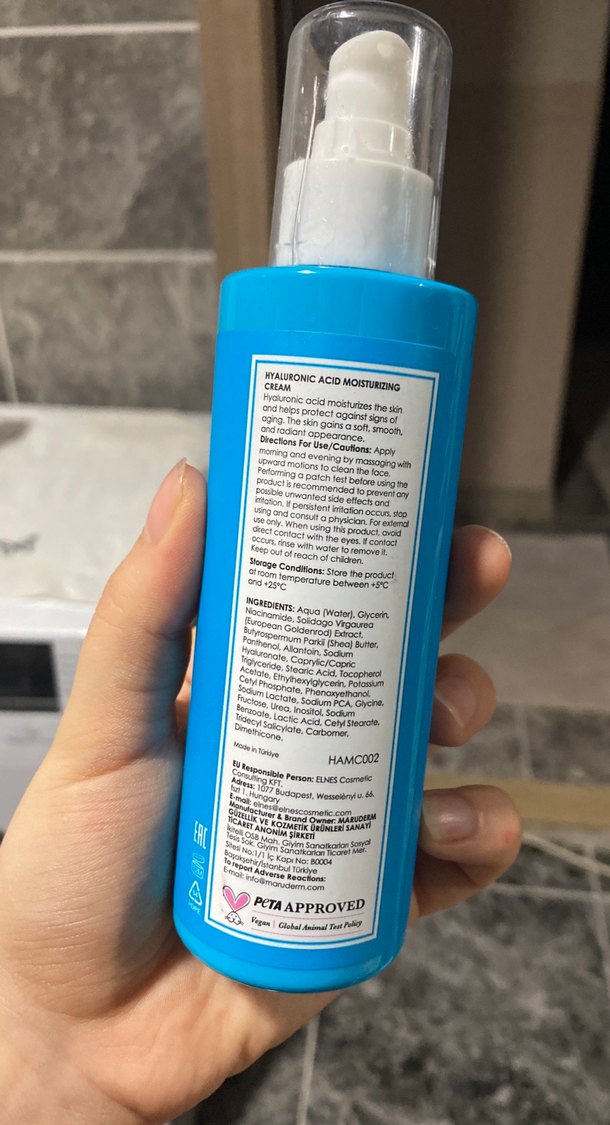 HYALURONIC ACID MOISTURIZING
CREAM
Hyaluronic acid moisturizes the skin
and helps protect against signs of
aging. The skin gains a soft, smooth,
and radiant appearance.
Directions For Use/Cautions: Apply
morning and evening by massaging with
upward motions to clean the face.
Performing a patch test before using the
product is recommended to prevent any
possible unwanted side effects and
irritation. If persistent irritation occurs, stop
using and consult a physician. For external
use only. When using this product, avoid
direct contact with the eyes. If contact
occurs, rinse with water to remove it.
Keep out of reach of children.
Storage Conditions: Store the product
at room temperature between +5°C
and +25°C
INGREDIENTS: Aqua (Water), Glycerin,
Niacinamide, Solidago Virgaurea
(European Goldenrod) Extract,
Butyrospermum Parkii (Shea) Butter,
Panthenol, Allantoin, Sodium
Hyaluronate, Caprylic/Capric
Triglyceride, Stearic Acid, Tocopherol
Acetate, Ethylhexylglycerin, Potassium
Cetyl Phosphate, Phenoxyethanol,
Sodium Lactate, Sodium PCA, Glycine,
Fructose, Urea, Inositol, Sodium
Benzoate, Lactic Acid, Cetyl Stearate,
Tridecyl Salicylate, Carbomer,
Dimethicone.
Made in Türkiye
HAMC002
EU Responsible Person: ELNES Cosmetic
Consulting KFT.
Adress: 1077 Budapest, Wesselényi u. 66.
fszt 1. Hungary
E-mail: elnes@elnescosmetic.com
Manufacturer & Brand Owner: MARUDERM
GÜZELLİK VE KOZMETİK ÜRÜNLERİ SANAYİ
TİCARET ANONİM ŞİRKETİ
İkitelli OSB Mah. Giyim Sanatkarları Sosyal
Tesis Sok. Giyim Sanatkarları Ticaret Mer.
Sitesi No:1/1 İç Kapı No: B0004
Başakşehir/İstanbul Türkiye
To report Adverse Reactions:
E-mail: info@maruderm.com
EAC
HDPE
PETA APPROVED
Vegan | Global Animal Test Policy